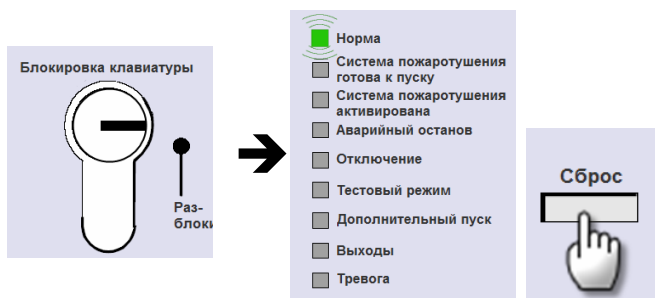 Блокировка клавиатуры
Раз-
блоки
Норма
Система пожаротушения
готова к пуску
Система пожаротушения
активирована
Аварийный останов
Отключение
Тестовый режим
Дополнительный пуск
Выходы
Тревога
Сброс